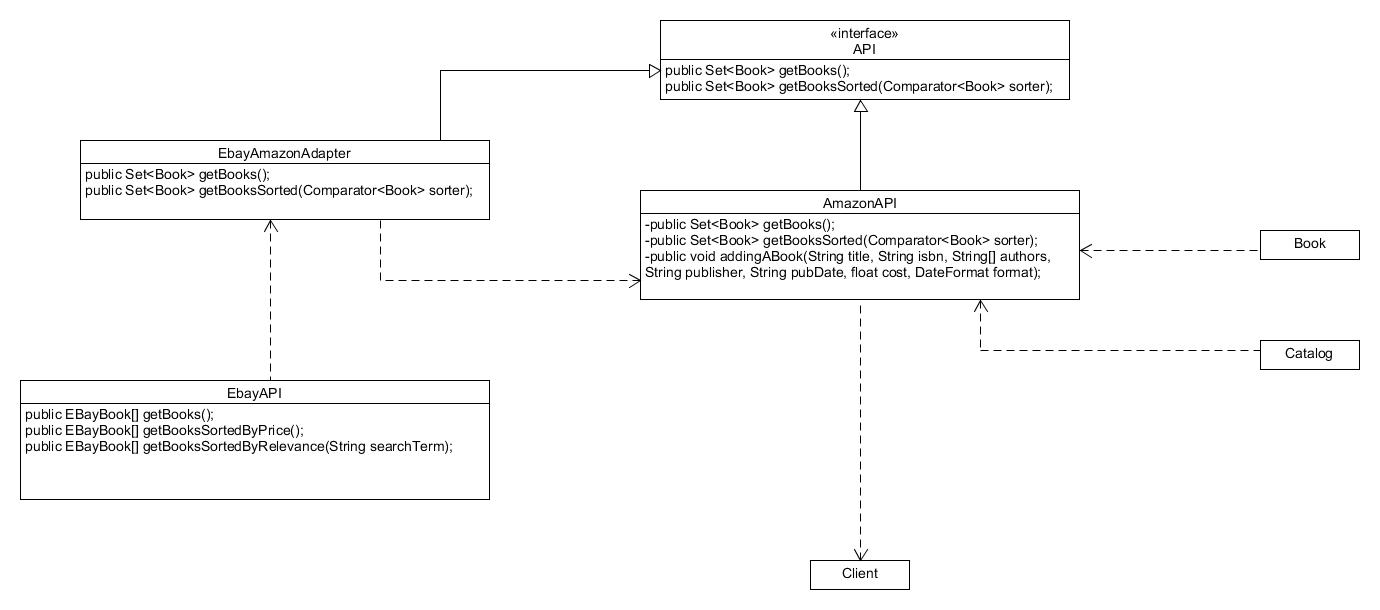 «interface»
API
public Set<Book> getBooks();
public Set<Book> getBooksSorted(Comparator<Book> sorter);
EbayAmazonAdapter
public Set<Book> getBooks();
public Set<Book> getBooksSorted(Comparator<Book> sorter);
AmazonAPI
-public Set<Book> getBooks();
-public Set<Book> getBooksSorted(Comparator<Book> sorter);
-public void addingABook(String title, String isbn, String[] authors,
String publisher, String pubDate, float cost, DateFormat format);
Book
Catalog
EbayAPI
public EBayBook[] getBooks();
public EBayBook[] getBooksSortedByPrice();
public EBayBook[] getBooksSortedByRelevance(String searchTerm);
Client